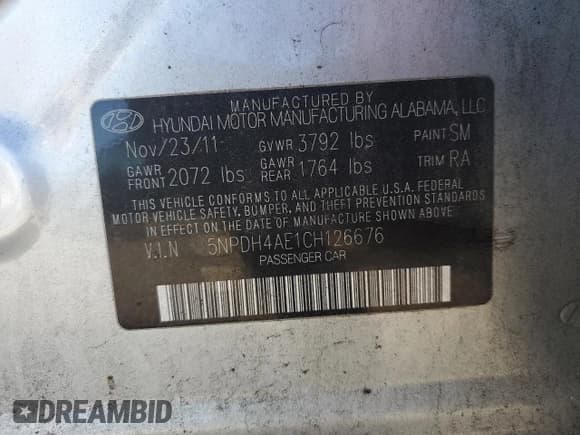 MANUFACTURED BY
HYUNDAI MOTOR MANUFACTURING ALABAMA, LLC
Nov/23/11 GVWR 3792 lbs PAINT SM
GAWR FRONT 2072 lbs GAWR REAR 1764 lbs TRIM RA
THIS VEHICLE CONFORMS TO ALL APPLICABLE U.S.A. FEDERAL
MOTOR VEHICLE SAFETY, BUMPER, AND THEFT PREVENTION STANDARDS
IN EFFECT ON THE DATE OF MANUFACTURE SHOWN ABOVE.
V.I.N 5NPDH4AE1CH126676
PASSENGER CAR
DREAMBID